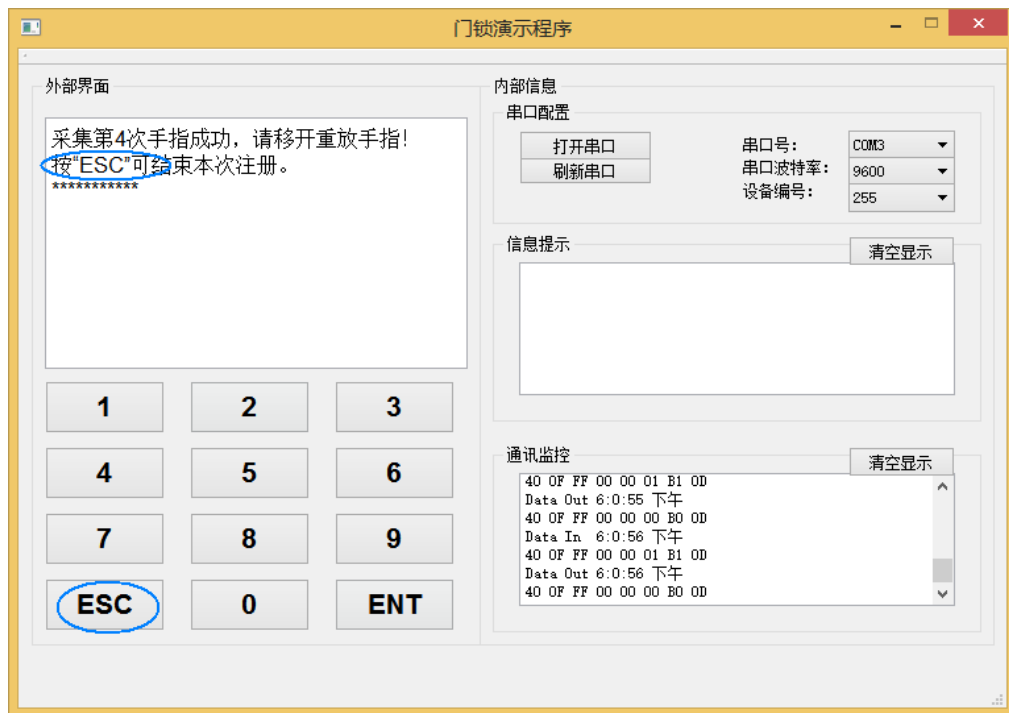 门锁演示程序
外部界面
采集第4次手指成功，请移开重放手指！
按“ESC”可结束本次注册。
***********
1 2 3
4 5 6
7 8 9
ESC 0 ENT
内部信息
串口配置
打开串口
刷新串口
串口号： COM3
串口波特率： 9600
设备编号： 255
信息提示
清空显示
通讯监控
清空显示
40 0F FF 00 00 01 B1 0D
Data Out 6:0:55 下午
40 0F FF 00 00 00 B0 0D
Data In 6:0:56 下午
40 0F FF 00 00 01 B1 0D
Data Out 6:0:56 下午
40 0F FF 00 00 00 B0 0D